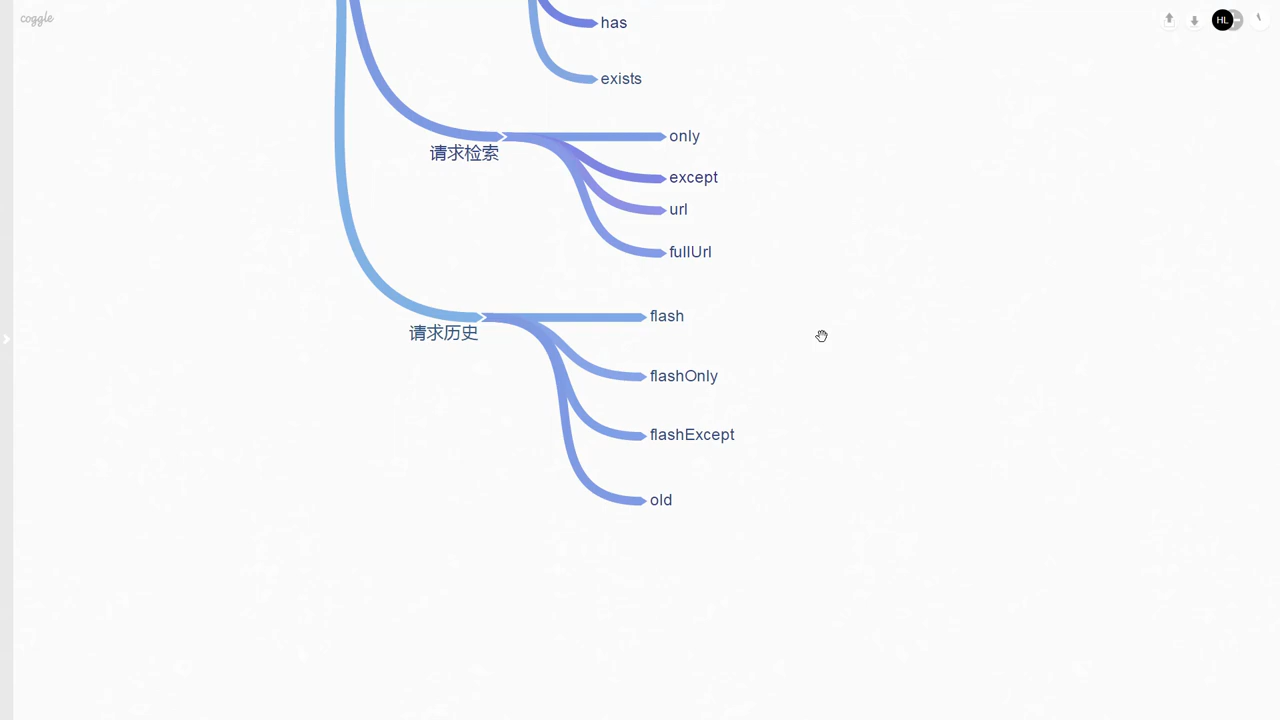 coggle
HL
has
exists
请求检索
only
except
url
fullUrl
请求历史
flash
flashOnly
flashExcept
old